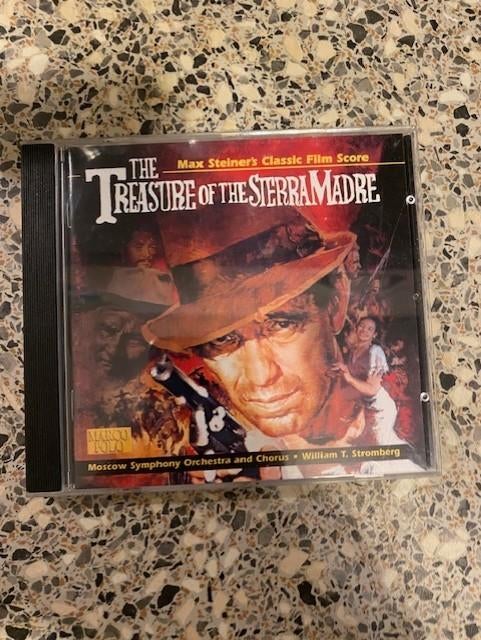 Max Steiner's Classic Film Score
THE
TREASURE OF THE SIERRA MADRE
MARCO
POLO
Moscow Symphony Orchestra and Chorus • William T. Stromberg